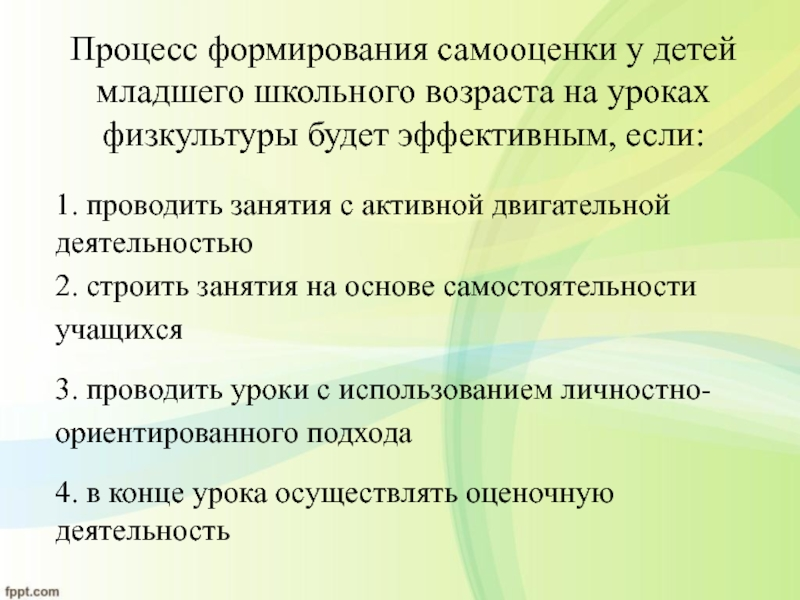 Процесс формирования самооценки у детей
младшего школьного возраста на уроках
физкультуры будет эффективным, если:
1. проводить занятия с активной двигательной
деятельностью
2. строить занятия на основе самостоятельности
учащихся
3. проводить уроки с использованием личностно-
ориентированного подхода
4. в конце урока осуществлять оценочную
деятельность
fppt.com